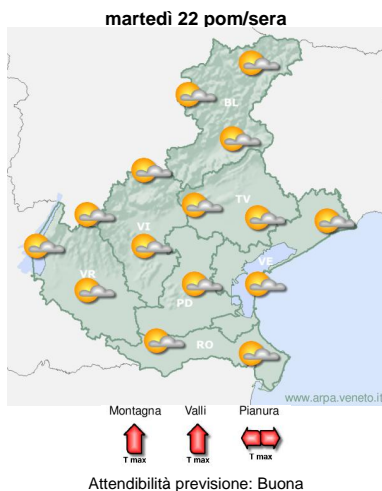 martedì 22 pom/sera
BL
TV
VI
VE
VR
PD
RO
www.arpa.veneto.it
Montagna Valli Pianura
T max T max T max
Attendibilità previsione: Buona